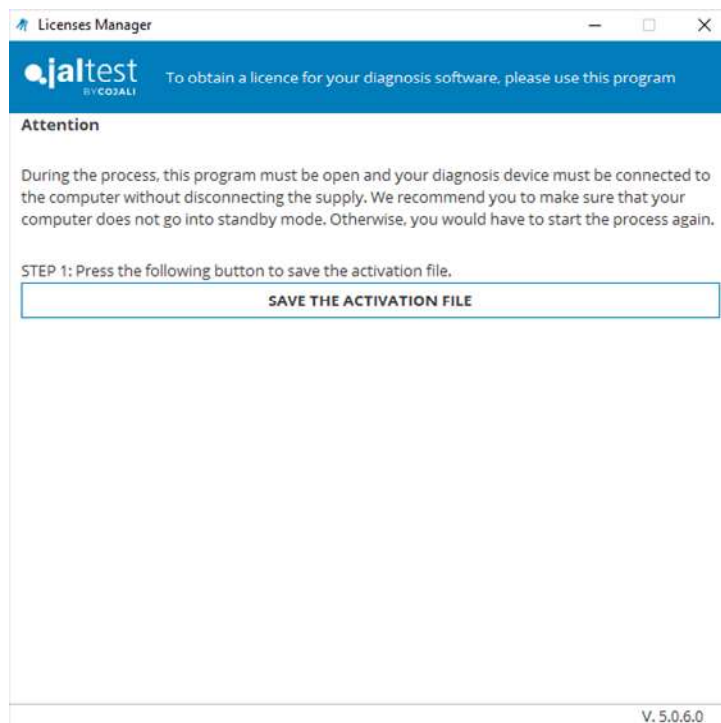 Licenses Manager
jaltest
BY COJALI
To obtain a licence for your diagnosis software, please use this program
Attention
During the process, this program must be open and your diagnosis device must be connected to
the computer without disconnecting the supply. We recommend you to make sure that your
computer does not go into standby mode. Otherwise, you would have to start the process again.
STEP 1: Press the following button to save the activation file.
SAVE THE ACTIVATION FILE
V. 5.0.6.0